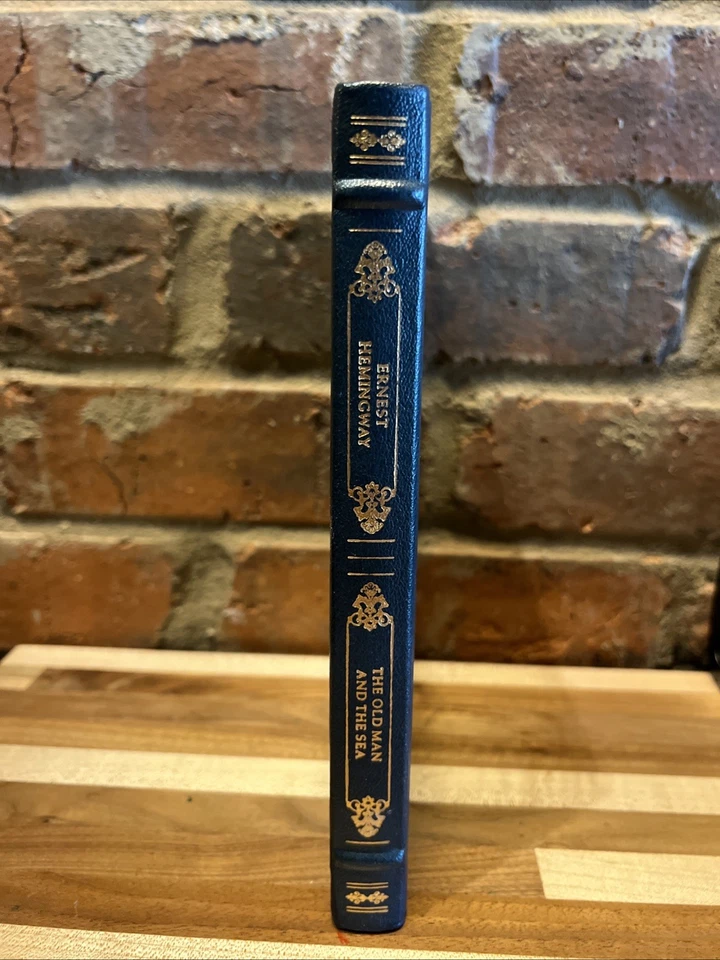 ERNEST
HEMINGWAY
THE OLD MAN
AND THE SEA